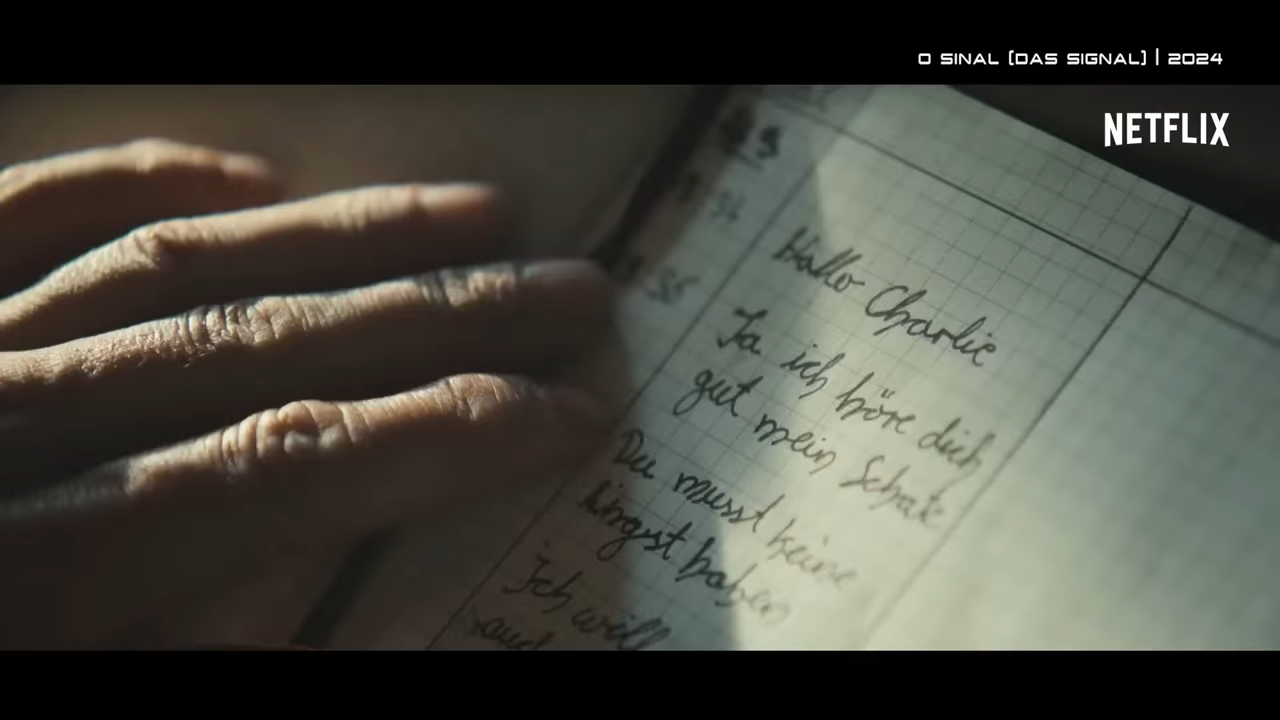 O SINAL [DAS SIGNAL] | 2024
NETFLIX
Hallo Charlie
Ja ich höre dich
gut mein Schatz
Du musst keine
Angst haben
Ich will
auch